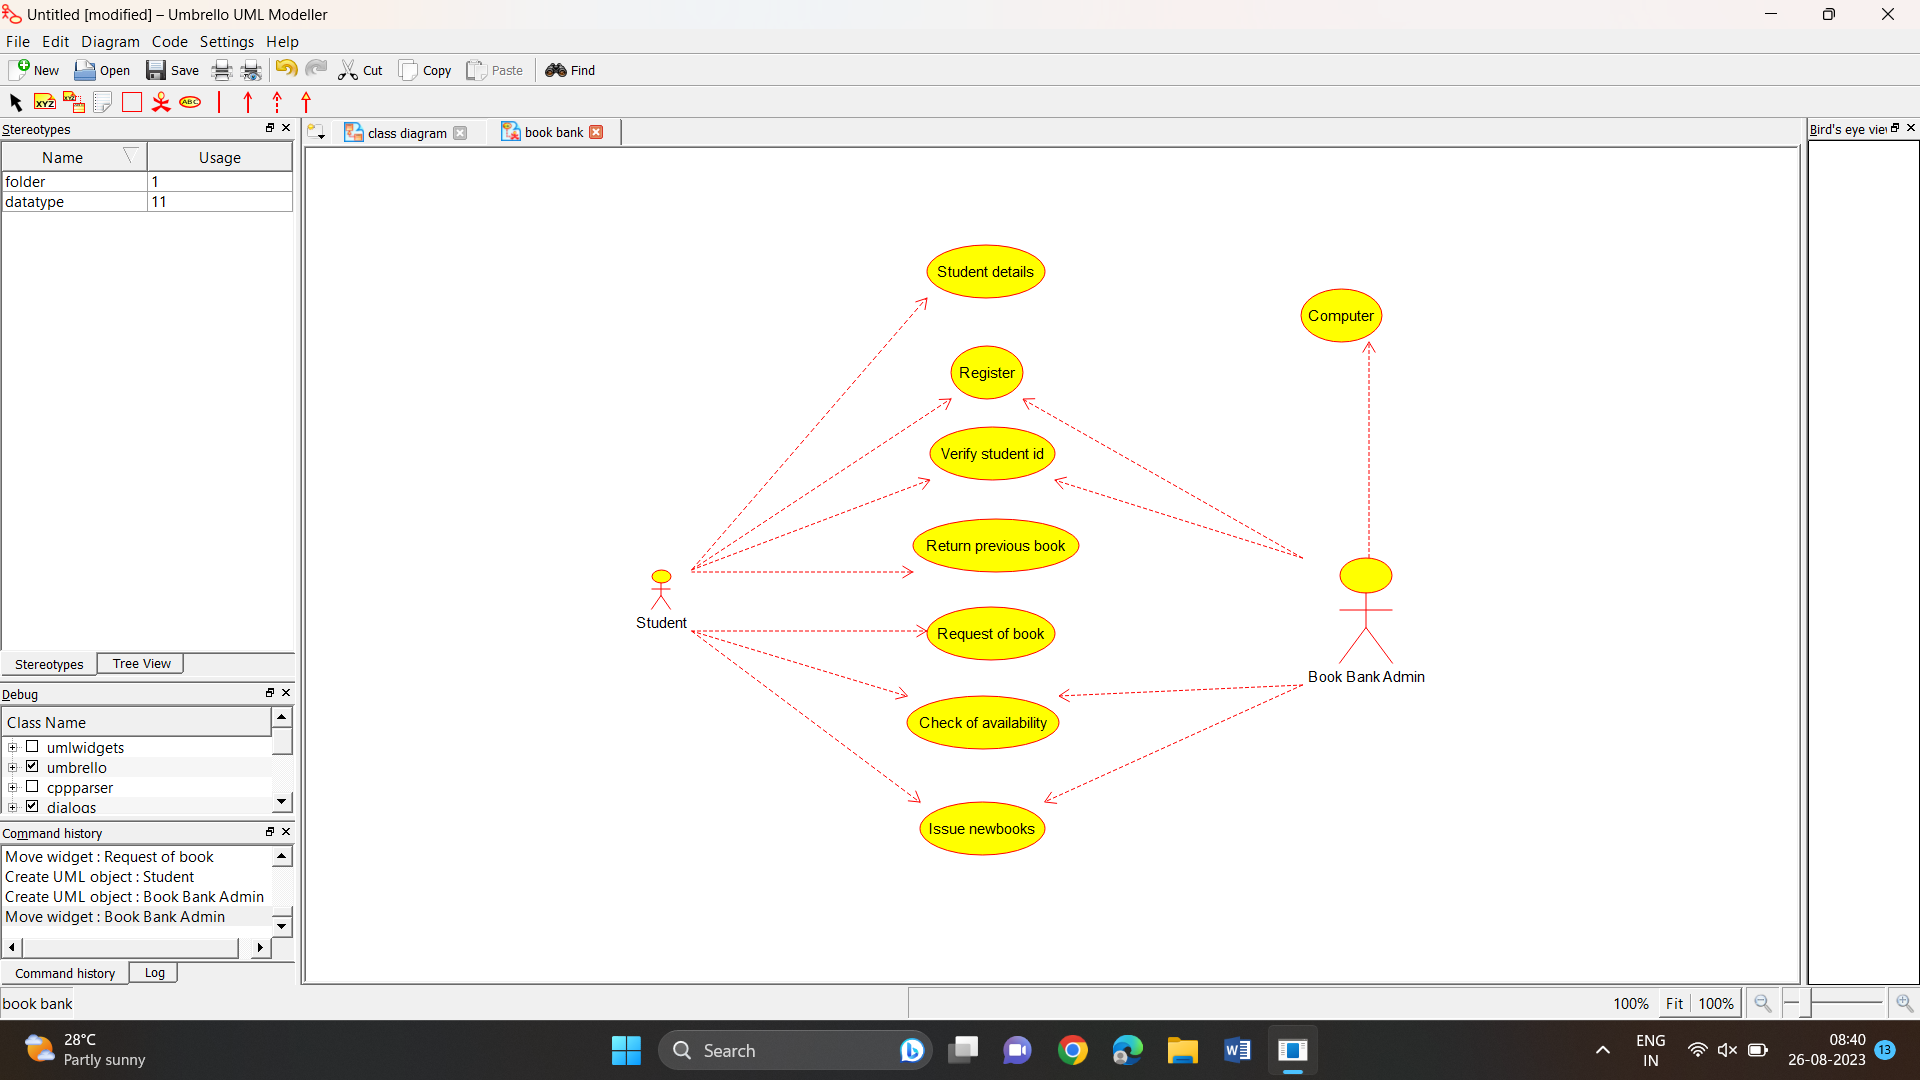 Untitled [modified] – Umbrello UML Modeller
File Edit Diagram Code Settings Help
New Open Save Cut Copy Paste Find
XYZ XYZ ABC
Stereotypes
class diagram
book bank
Bird's eye vie
Name Usage
folder 1
datatype 11
Student details
Computer
Register
Verify student id
Return previous book
Student
Request of book
Book Bank Admin
Check of availability
Issue newbooks
Stereotypes Tree View
Debug
Class Name
umlwidgets
umbrello
cppparser
dialogs
Command history
Move widget : Request of book
Create UML object : Student
Create UML object : Book Bank Admin
Move widget : Book Bank Admin
Command history Log
book bank
100% Fit 100%
28°C
Partly sunny
Search
ENG
IN
08:40
26-08-2023
13